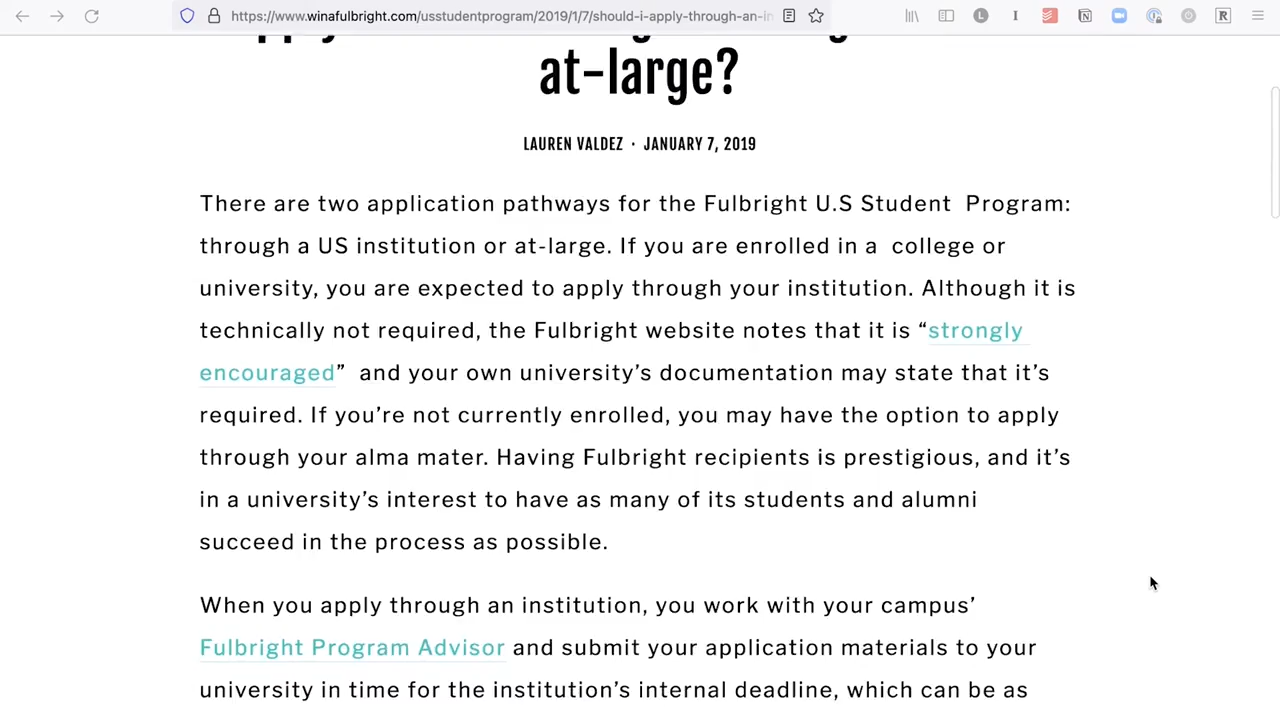 https://www.winafulbright.com/usstudentprogram/2019/1/7/should-i-apply-through-an-in
at-large?
LAUREN VALDEZ · JANUARY 7, 2019
There are two application pathways for the Fulbright U.S Student Program:
through a US institution or at-large. If you are enrolled in a college or
university, you are expected to apply through your institution. Although it is
technically not required, the Fulbright website notes that it is “strongly
encouraged” and your own university’s documentation may state that it’s
required. If you’re not currently enrolled, you may have the option to apply
through your alma mater. Having Fulbright recipients is prestigious, and it’s
in a university’s interest to have as many of its students and alumni
succeed in the process as possible.
When you apply through an institution, you work with your campus’
Fulbright Program Advisor and submit your application materials to your
university in time for the institution’s internal deadline, which can be as